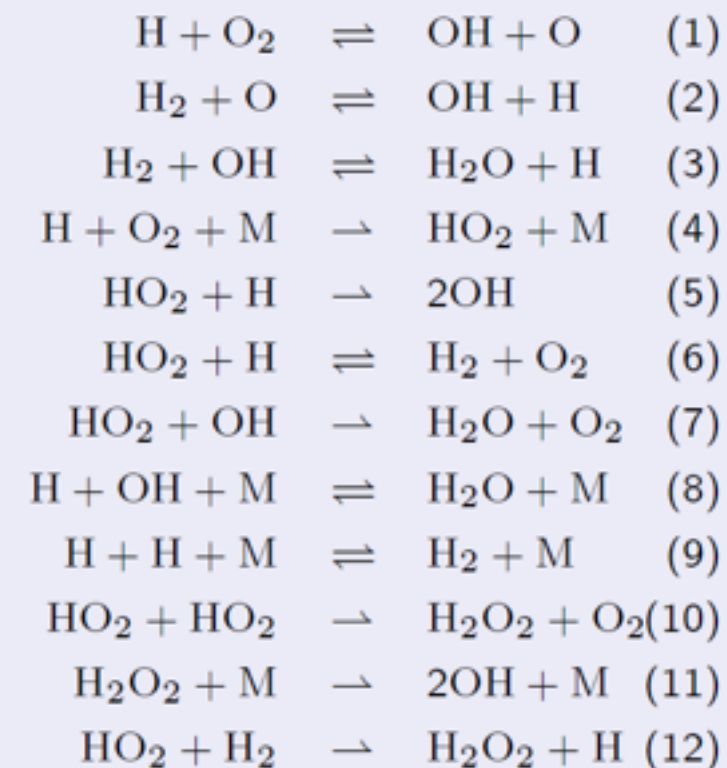 H + O₂ ⇌ OH + O (1)
H₂ + O ⇌ OH + H (2)
H₂ + OH ⇌ H₂O + H (3)
H + O₂ + M ⇀ HO₂ + M (4)
HO₂ + H ⇀ 2OH (5)
HO₂ + H ⇌ H₂ + O₂ (6)
HO₂ + OH ⇀ H₂O + O₂ (7)
H + OH + M ⇌ H₂O + M (8)
H + H + M ⇌ H₂ + M (9)
HO₂ + HO₂ ⇀ H₂O₂ + O₂(10)
H₂O₂ + M ⇀ 2OH + M (11)
HO₂ + H₂ ⇀ H₂O₂ + H (12)